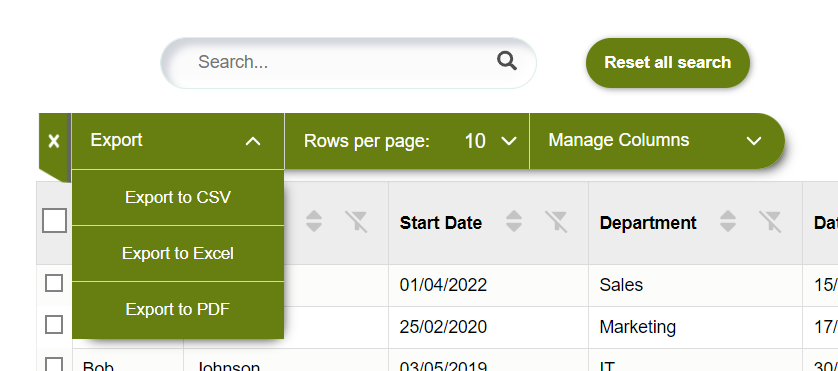 Search...
Reset all search
x
Export
Rows per page:
10
Manage Columns
Export to CSV
Export to Excel
Export to PDF
Start Date
Department
Dat
01/04/2022
Sales
15/
25/02/2020
Marketing
17/
Bob
Johnson
03/05/2019
IT
30/